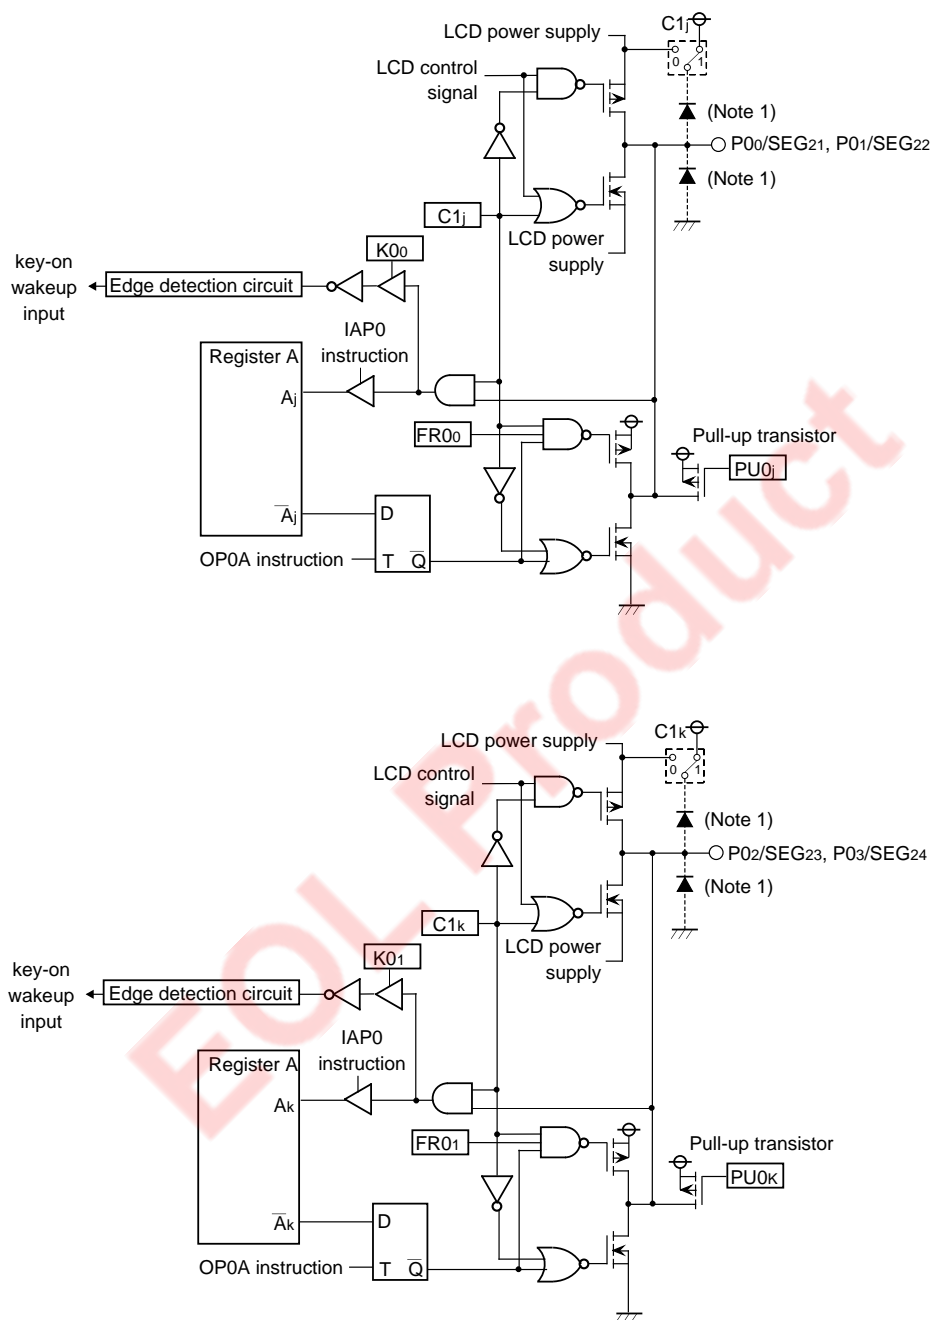 LCD power supply
C1j
0 1
LCD control
signal
(Note 1)
P00/SEG21, P01/SEG22
(Note 1)
C1j
LCD power
supply
K00
key-on
wakeup
input
Edge detection circuit
IAP0
instruction
Register A
Aj
FR00
Pull-up transistor
PU0j
A̅j
D
T Q̅
OP0A instruction
LCD power supply
C1k
0 1
LCD control
signal
(Note 1)
P02/SEG23, P03/SEG24
(Note 1)
C1k
LCD power
supply
K01
key-on
wakeup
input
Edge detection circuit
IAP0
instruction
Register A
Ak
FR01
Pull-up transistor
PU0K
A̅k
D
T Q̅
OP0A instruction
EOL Product